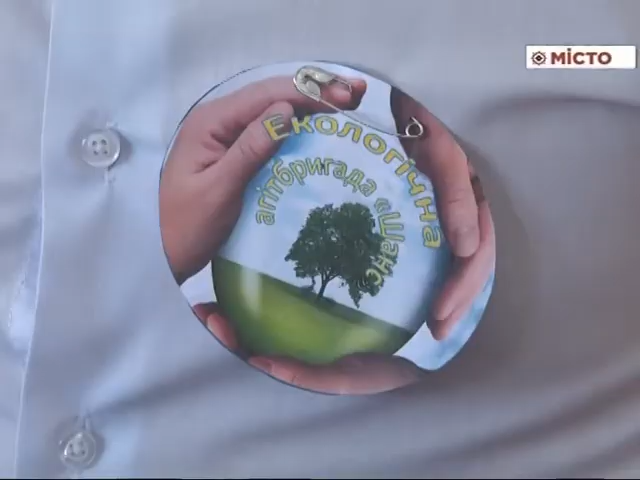 МІСТО
Екологічна
агітбригада «Шанс